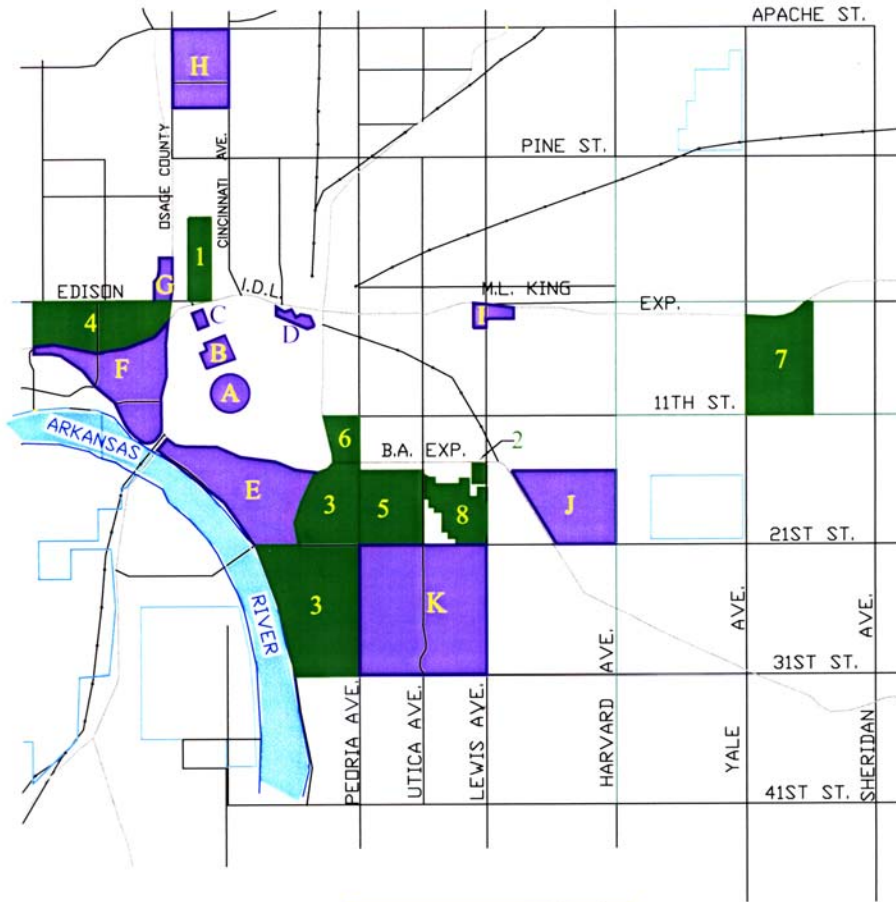 APACHE ST.
H
OSAGE COUNTY
CINCINNATI AVE.
PINE ST.
1
G
EDISON
I.D.L.
M.L. KING
EXP.
4
C
D
I
F
B
7
A
11TH ST.
ARKANSAS
6
B.A. EXP.
2
E
3
5
8
J
21ST ST.
3
K
RIVER
31ST ST.
PEORIA AVE.
UTICA AVE.
LEWIS AVE.
HARVARD AVE.
YALE AVE.
SHERIDAN AVE.
41ST ST.